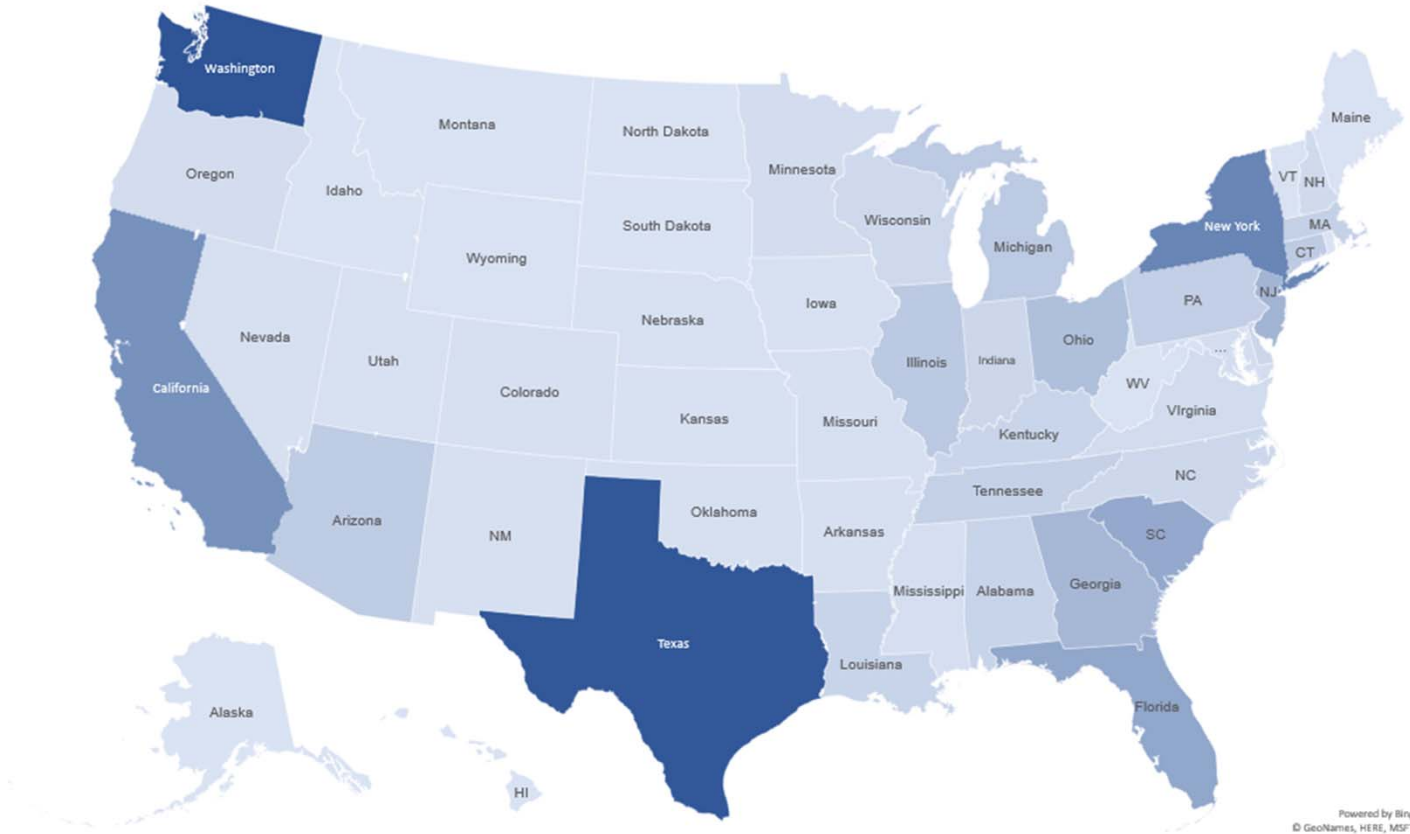 Washington
Montana
North Dakota
Minnesota
Maine
Oregon
Idaho
VT
NH
South Dakota
Wisconsin
New York
MA
Michigan
CT
Wyoming
Iowa
NJ
PA
Nebraska
Nevada
Ohio
...
Utah
Illinois
Indiana
California
Colorado
WV
Kansas
Missouri
VIrginia
Kentucky
NC
Tennessee
Arizona
Oklahoma
NM
Arkansas
SC
Georgia
Mississippi
Alabama
Texas
Louisiana
Alaska
Florida
HI
Powered by Bing
© GeoNames, HERE, MSFT